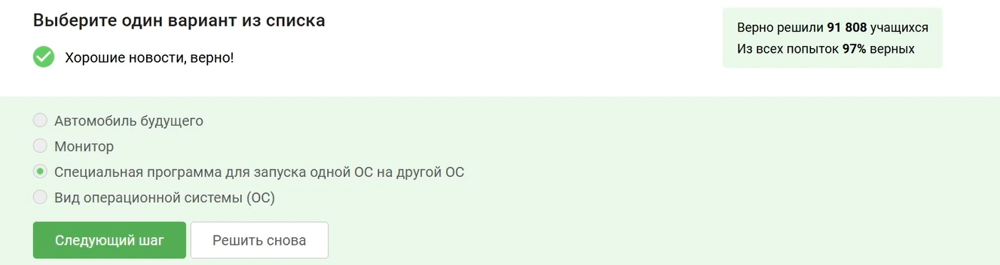 Выберите один вариант из списка
Хорошие новости, верно!
Верно решили 91 808 учащихся
Из всех попыток 97% верных
Автомобиль будущего
Монитор
Специальная программа для запуска одной ОС на другой ОС
Вид операционной системы (ОС)
Следующий шаг
Решить снова